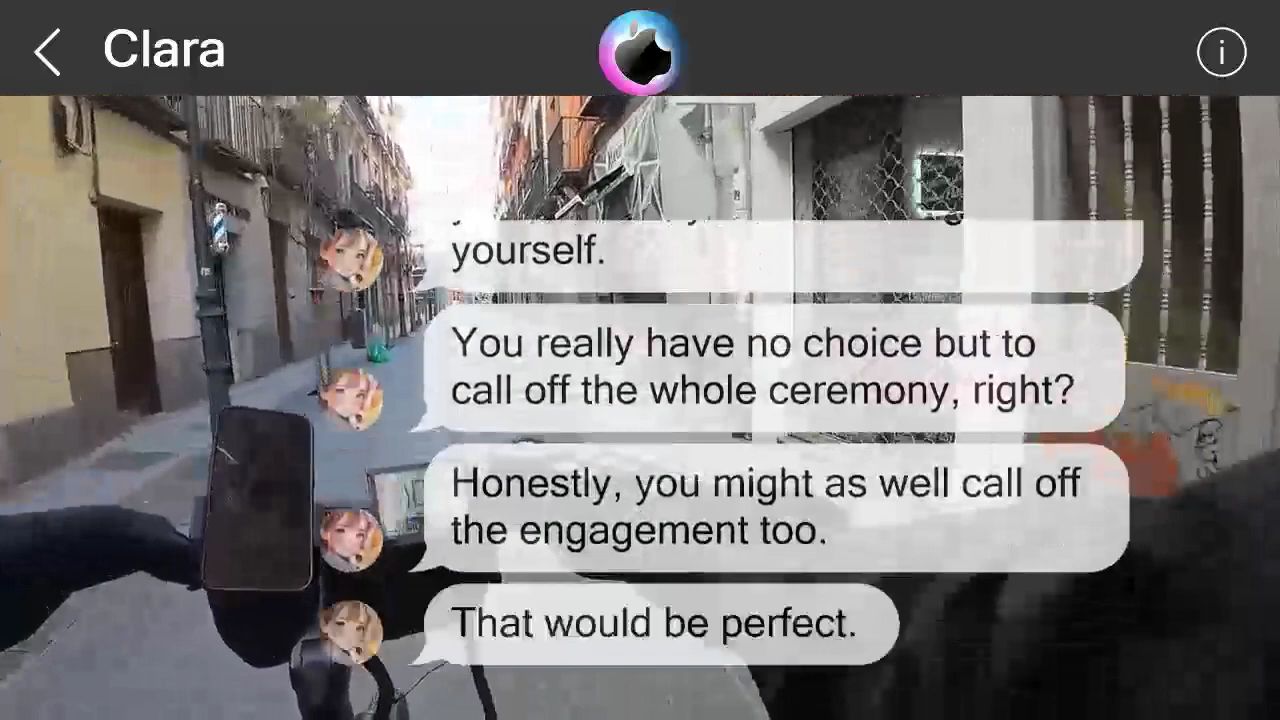 Clara
yourself.
You really have no choice but to
call off the whole ceremony, right?
Honestly, you might as well call off
the engagement too.
That would be perfect.